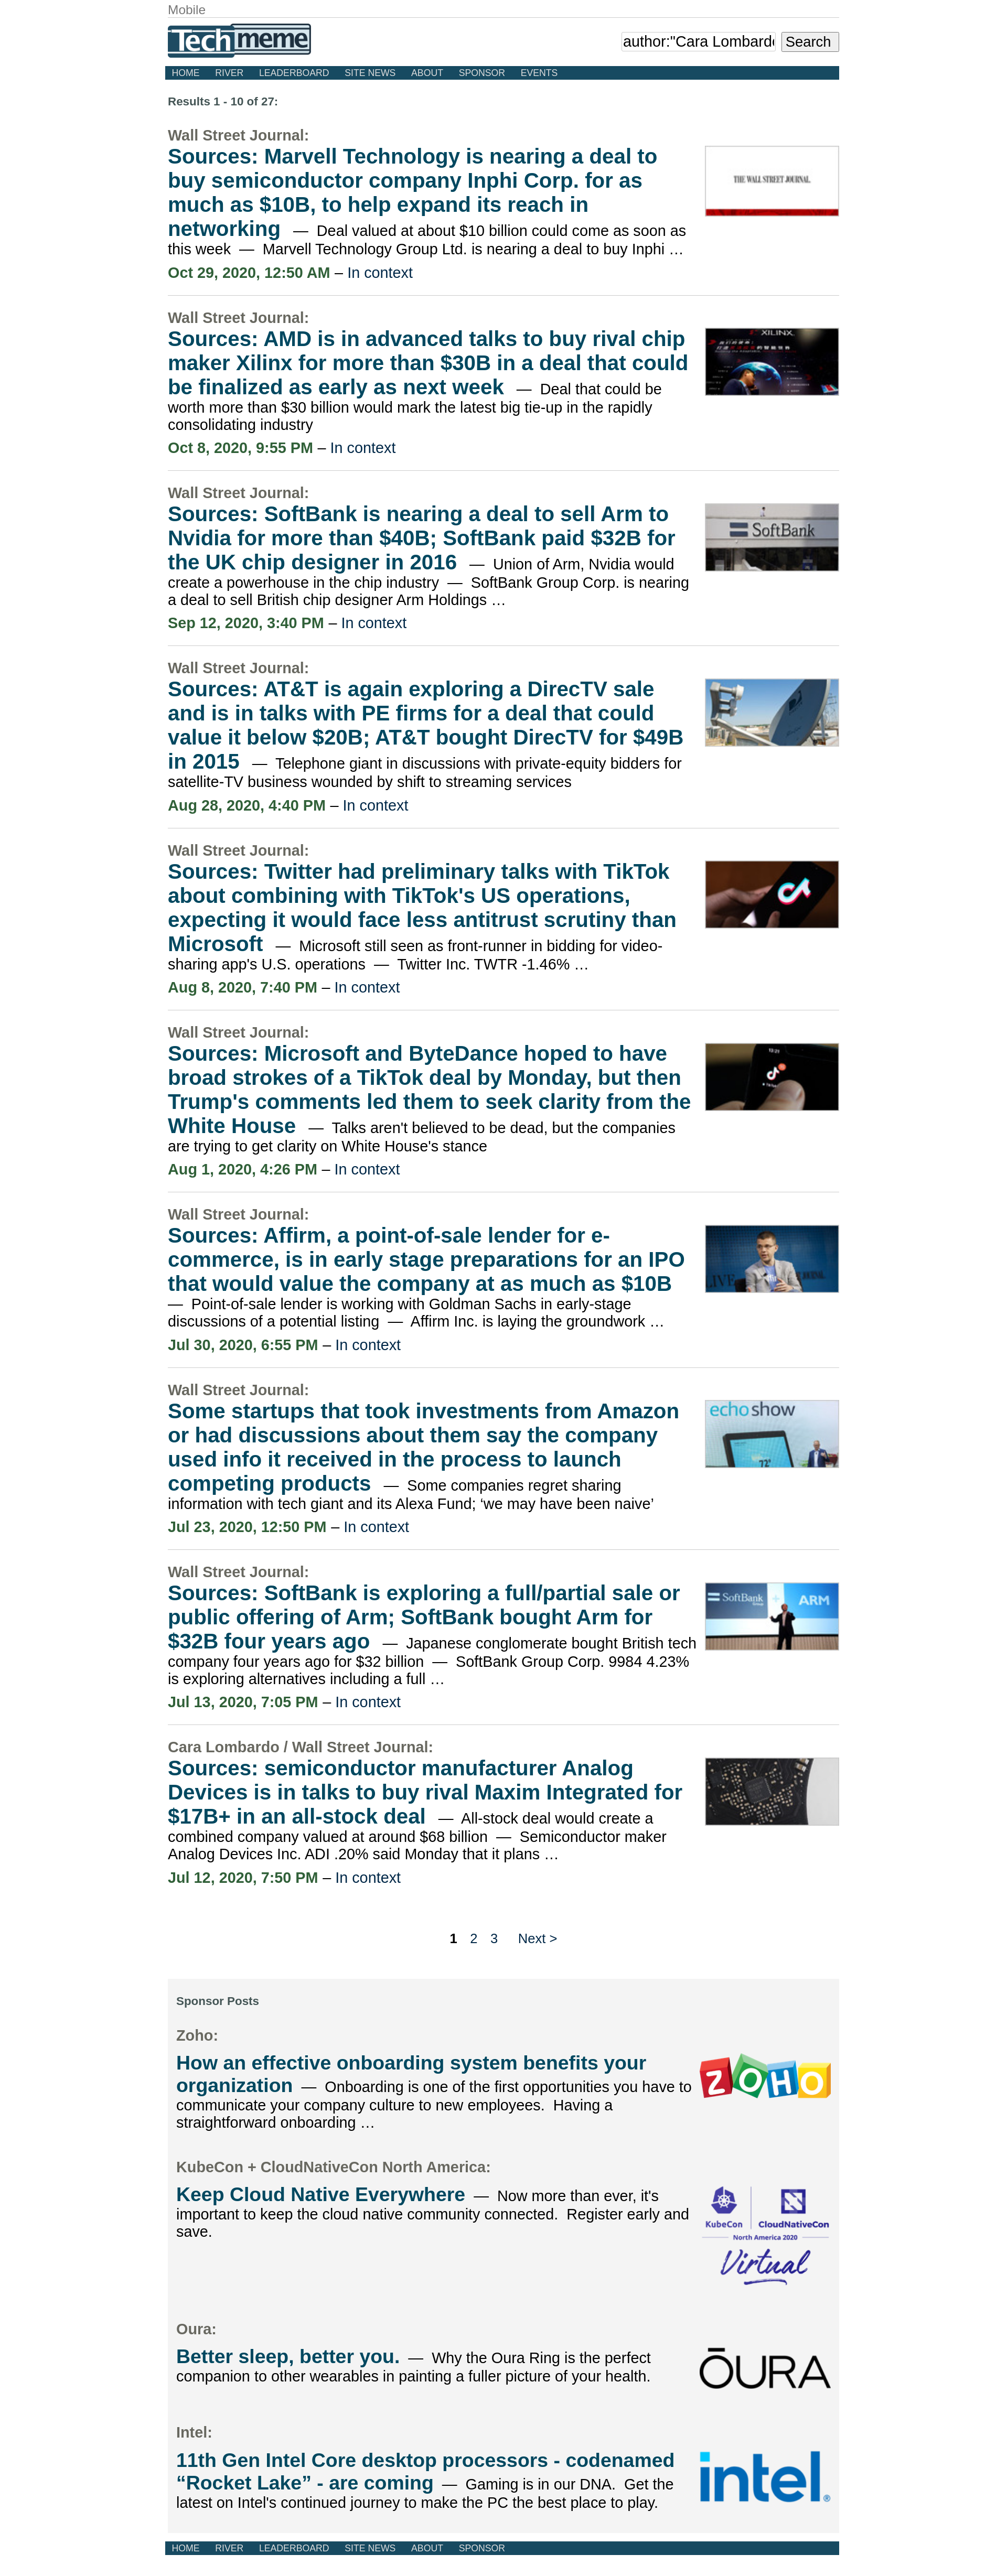 Mobile
Techmeme
author:"Cara Lombard
Search
HOME RIVER LEADERBOARD SITE NEWS ABOUT SPONSOR EVENTS
Results 1 - 10 of 27:
Wall Street Journal:
Sources: Marvell Technology is nearing a deal to
buy semiconductor company Inphi Corp. for as
much as $10B, to help expand its reach in
networking — Deal valued at about $10 billion could come as soon as
this week — Marvell Technology Group Ltd. is nearing a deal to buy Inphi …
THE WALL STREET JOURNAL
Oct 29, 2020, 12:50 AM – In context
Wall Street Journal:
Sources: AMD is in advanced talks to buy rival chip
maker Xilinx for more than $30B in a deal that could
be finalized as early as next week — Deal that could be
worth more than $30 billion would mark the latest big tie-up in the rapidly
consolidating industry
XILINX
Oct 8, 2020, 9:55 PM – In context
Wall Street Journal:
Sources: SoftBank is nearing a deal to sell Arm to
Nvidia for more than $40B; SoftBank paid $32B for
the UK chip designer in 2016 — Union of Arm, Nvidia would
create a powerhouse in the chip industry — SoftBank Group Corp. is nearing
a deal to sell British chip designer Arm Holdings …
SoftBank
Sep 12, 2020, 3:40 PM – In context
Wall Street Journal:
Sources: AT&T is again exploring a DirecTV sale
and is in talks with PE firms for a deal that could
value it below $20B; AT&T bought DirecTV for $49B
in 2015 — Telephone giant in discussions with private-equity bidders for
satellite-TV business wounded by shift to streaming services
Aug 28, 2020, 4:40 PM – In context
Wall Street Journal:
Sources: Twitter had preliminary talks with TikTok
about combining with TikTok's US operations,
expecting it would face less antitrust scrutiny than
Microsoft — Microsoft still seen as front-runner in bidding for video-
sharing app's U.S. operations — Twitter Inc. TWTR -1.46% …
Aug 8, 2020, 7:40 PM – In context
Wall Street Journal:
Sources: Microsoft and ByteDance hoped to have
broad strokes of a TikTok deal by Monday, but then
Trump's comments led them to seek clarity from the
White House — Talks aren't believed to be dead, but the companies
are trying to get clarity on White House's stance
Aug 1, 2020, 4:26 PM – In context
Wall Street Journal:
Sources: Affirm, a point-of-sale lender for e-
commerce, is in early stage preparations for an IPO
that would value the company at as much as $10B
— Point-of-sale lender is working with Goldman Sachs in early-stage
discussions of a potential listing — Affirm Inc. is laying the groundwork …
Jul 30, 2020, 6:55 PM – In context
Wall Street Journal:
Some startups that took investments from Amazon
or had discussions about them say the company
used info it received in the process to launch
competing products — Some companies regret sharing
information with tech giant and its Alexa Fund; ‘we may have been naive’
echo show
72°
Jul 23, 2020, 12:50 PM – In context
Wall Street Journal:
Sources: SoftBank is exploring a full/partial sale or
public offering of Arm; SoftBank bought Arm for
$32B four years ago — Japanese conglomerate bought British tech
company four years ago for $32 billion — SoftBank Group Corp. 9984 4.23%
is exploring alternatives including a full …
SoftBank ARM
Jul 13, 2020, 7:05 PM – In context
Cara Lombardo / Wall Street Journal:
Sources: semiconductor manufacturer Analog
Devices is in talks to buy rival Maxim Integrated for
$17B+ in an all-stock deal — All-stock deal would create a
combined company valued at around $68 billion — Semiconductor maker
Analog Devices Inc. ADI .20% said Monday that it plans …
Jul 12, 2020, 7:50 PM – In context
1 2 3 Next >
Sponsor Posts
Zoho:
How an effective onboarding system benefits your
organization — Onboarding is one of the first opportunities you have to
communicate your company culture to new employees. Having a
straightforward onboarding …
ZOHO
KubeCon + CloudNativeCon North America:
Keep Cloud Native Everywhere — Now more than ever, it's
important to keep the cloud native community connected. Register early and
save.
KubeCon CloudNativeCon
North America 2020
Virtual
Oura:
Better sleep, better you. — Why the Oura Ring is the perfect
companion to other wearables in painting a fuller picture of your health.
ŌURA
Intel:
11th Gen Intel Core desktop processors - codenamed
“Rocket Lake” - are coming — Gaming is in our DNA. Get the
latest on Intel's continued journey to make the PC the best place to play.
intel®
HOME RIVER LEADERBOARD SITE NEWS ABOUT SPONSOR